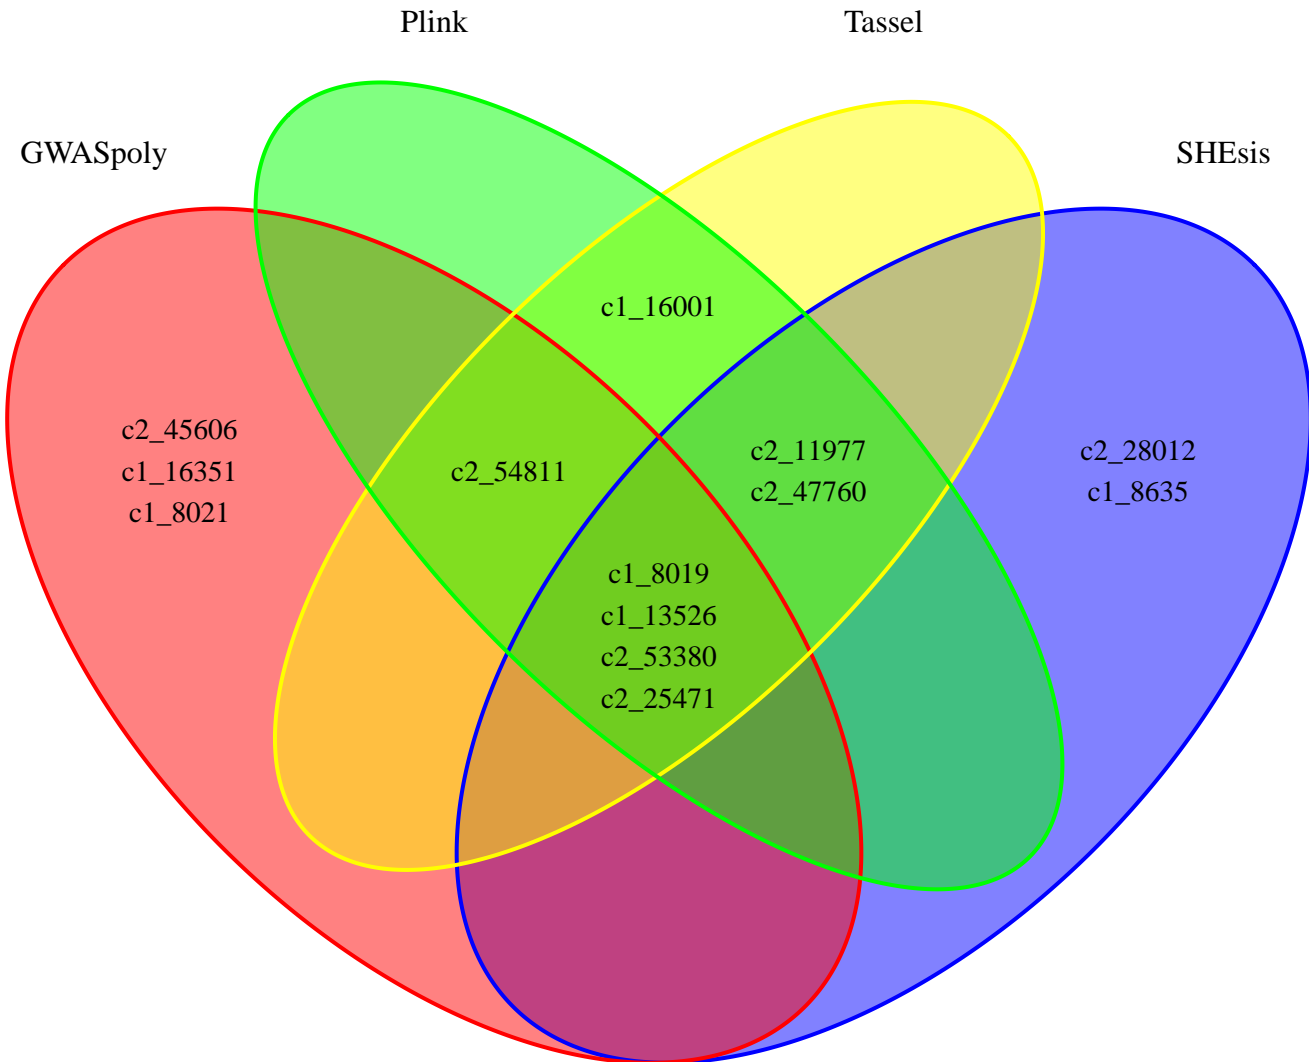 Plink
Tassel
GWASpoly
SHEsis
c1_16001
c2_45606
c1_16351
c1_8021
c2_54811
c2_11977
c2_47760
c2_28012
c1_8635
c1_8019
c1_13526
c2_53380
c2_25471